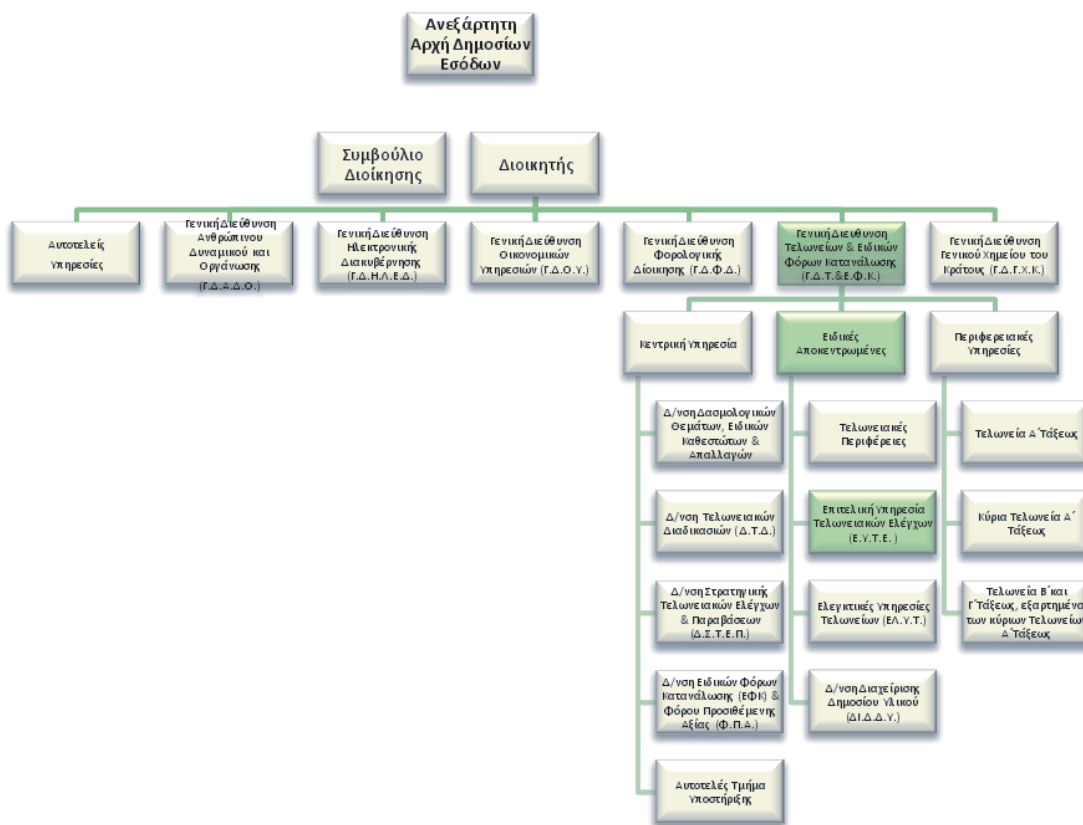 Ανεξάρτητη
Αρχή Δημοσίων
Εσόδων
Συμβούλιο
Διοίκησης
Διοικητής
Αυτοτελείς
Υπηρεσίες
Γενική Διεύθυνση
Ανθρώπινου
Δυναμικού και
Οργάνωσης
(Γ.Δ.Α.Δ.Ο.)
Γενική Διεύθυνση
Ηλεκτρονικής
Διακυβέρνησης
(Γ.Δ.Η.Λ.Ε.Δ.)
Γενική Διεύθυνση
Οικονομικών
Υπηρεσιών (Γ.Δ.Ο.Υ.)
Γενική Διεύθυνση
Φορολογικής
Δίοικησης (Γ.Δ.Φ.Δ.)
Γενική Διευθυνση
Τελωνείων & Ειδικών
Φόρων Κατανάλωσης
(Γ.Δ.Τ.&Ε.Φ.Κ.)
Γενική Διεύθυνση
Γενικού Χημείου του
Κράτους (Γ.Δ.Γ.Χ.Κ.)
Κεντρική Υπηρεσία
Ειδικές
Αποκεντρωμένες
Περιφερειακές
Υπηρεσίες
Δ/νση Δασμολογικών
Θεμάτων, Ειδικών
Καθεστώτων &
Απαλλαγών
Δ/νση Τελωνειακών
Διαδικασιών (Δ.Τ.Δ.)
Δ/νση Στρατηγικής
Τελωνειακών Ελέγχων
& Παραβάσεων
(Δ.Σ.Τ.Ε.Π.)
Δ/νση Ειδικών Φόρων
Κατανάλωσης (ΕΦΚ) &
Φόρου Προσιθέμενης
Αξίας (Φ.Π.Α.)
Αυτοτελές Τμήμα
Υποστήριξης
Τελωνειακές
Περιφέρειες
Επιτελική Υπηρεσία
Τελωνειακών Ελέγχων
(Ε.Υ.Τ.Ε.)
Ελεγκτικές Υπηρεσίες
Τελωνείων (ΕΛ.Υ.Τ.)
Δ/νση Διαχείρισης
Δημοσίου Υλικού
(ΔΙ.Δ.Δ.Υ.)
Τελωνεία Α΄Τάξεως
Κύρια Τελωνεία Α΄
Τάξεως
Τελωνεία Β΄και
Γ΄Τάξεως, εξαρτημένα
των κύριων Τελωνείων
Α΄Τάξεως